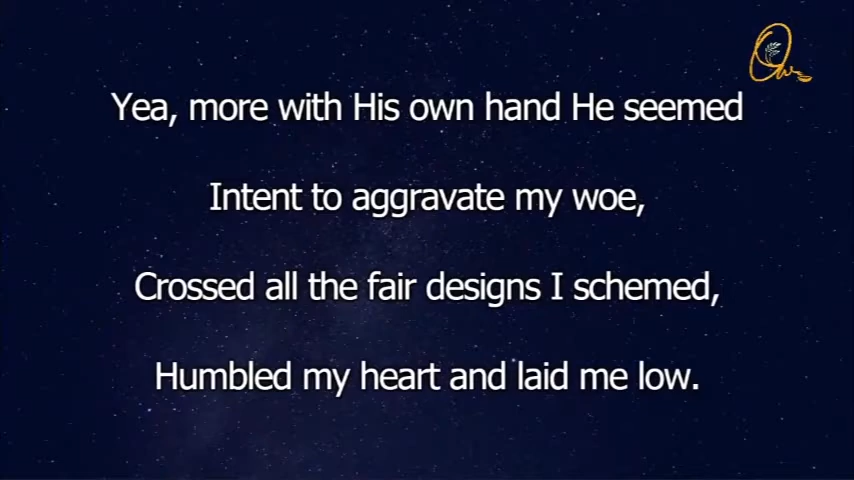 Yea, more with His own hand He seemed
Intent to aggravate my woe,
Crossed all the fair designs I schemed,
Humbled my heart and laid me low.